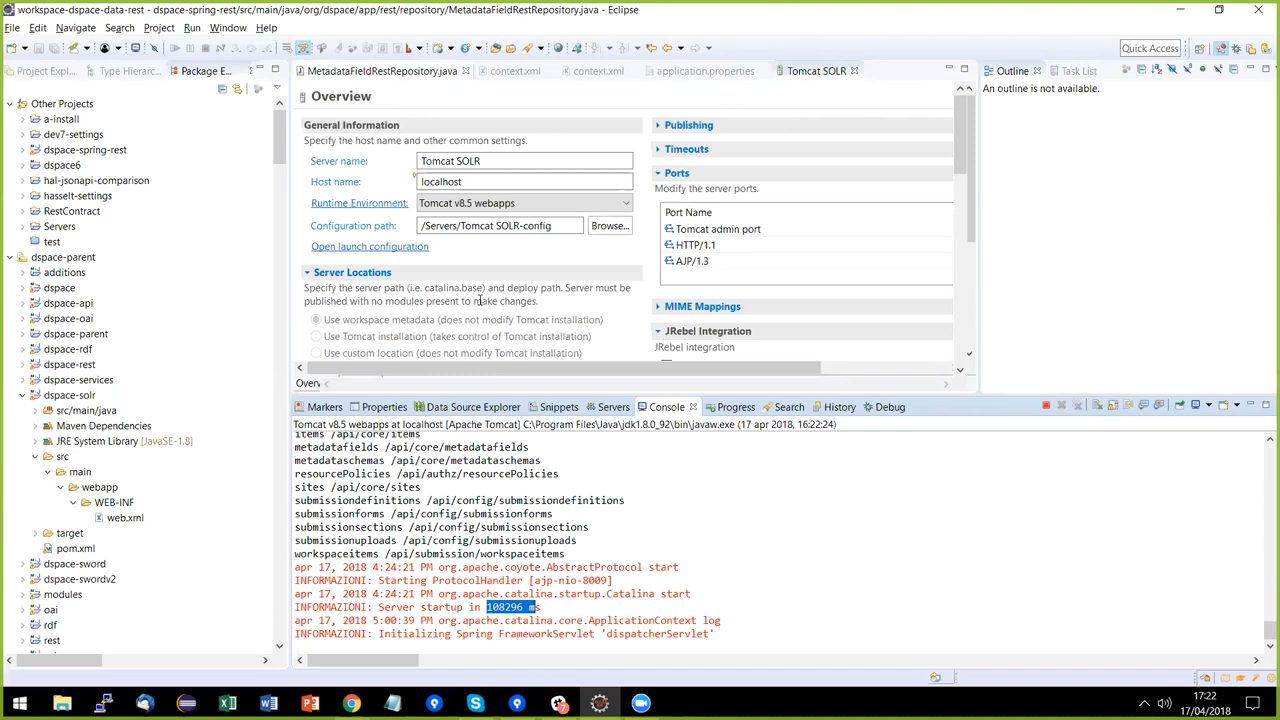 workspace-dspace-data-rest - dspace-spring-rest/src/main/java/org/dspace/app/rest/repository/MetadataFieldRestRepository.java - Eclipse
File Edit Navigate Search Project Run Window Help
Quick Access
Project Expl...
Type Hierarc...
Package E...
MetadataFieldRestRepository.java
context.xml
context.xml
application.properties
Tomcat SOLR
Outline
Task List
An outline is not available.
Other Projects
a-install
dev7-settings
dspace-spring-rest
dspace6
hal-jsonapi-comparison
hasselt-settings
RestContract
Servers
test
dspace-parent
additions
dspace
dspace-api
dspace-oai
dspace-parent
dspace-rdf
dspace-rest
dspace-services
dspace-solr
src/main/java
Maven Dependencies
JRE System Library [JavaSE-1.8]
src
main
webapp
WEB-INF
web.xml
target
pom.xml
dspace-sword
dspace-swordv2
modules
oai
rdf
rest
Overview
General Information
Specify the host name and other common settings.
Server name: Tomcat SOLR
Host name: localhost
Runtime Environment: Tomcat v8.5 webapps
Configuration path: /Servers/Tomcat SOLR-config Browse...
Open launch configuration
Server Locations
Specify the server path (i.e. catalina.base) and deploy path. Server must be
published with no modules present to make changes.
Use workspace metadata (does not modify Tomcat installation)
Use Tomcat installation (takes control of Tomcat installation)
Use custom location (does not modify Tomcat installation)
Publishing
Timeouts
Ports
Modify the server ports.
Port Name
Tomcat admin port
HTTP/1.1
AJP/1.3
MIME Mappings
JRebel Integration
JRebel integration
Overv
Markers Properties Data Source Explorer Snippets Servers Console Progress Search History Debug
Tomcat v8.5 webapps at localhost [Apache Tomcat] C:\Program Files\Java\jdk1.8.0_92\bin\javaw.exe (17 apr 2018, 16:22:24)
items /api/core/items
metadatafields /api/core/metadatafields
metadataschemas /api/core/metadataschemas
resourcePolicies /api/authz/resourcePolicies
sites /api/core/sites
submissiondefinitions /api/config/submissiondefinitions
submissionforms /api/config/submissionforms
submissionsections /api/config/submissionsections
submissionuploads /api/config/submissionuploads
workspaceitems /api/submission/workspaceitems
apr 17, 2018 4:24:21 PM org.apache.coyote.AbstractProtocol start
INFORMAZIONI: Starting ProtocolHandler [ajp-nio-8009]
apr 17, 2018 4:24:21 PM org.apache.catalina.startup.Catalina start
INFORMAZIONI: Server startup in 108296 ms
apr 17, 2018 5:00:39 PM org.apache.catalina.core.ApplicationContext log
INFORMAZIONI: Initializing Spring FrameworkServlet 'dispatcherServlet'
17:22
17/04/2018